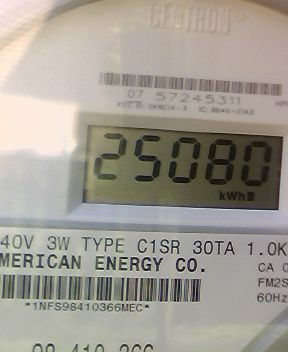 CENTRON
07 57245311
25080
kWh
40V 3W TYPE C1SR 30TA 1.0K
MERICAN ENERGY CO.
CA 0
FM2S
60Hz
*1NFS98410366MEC*